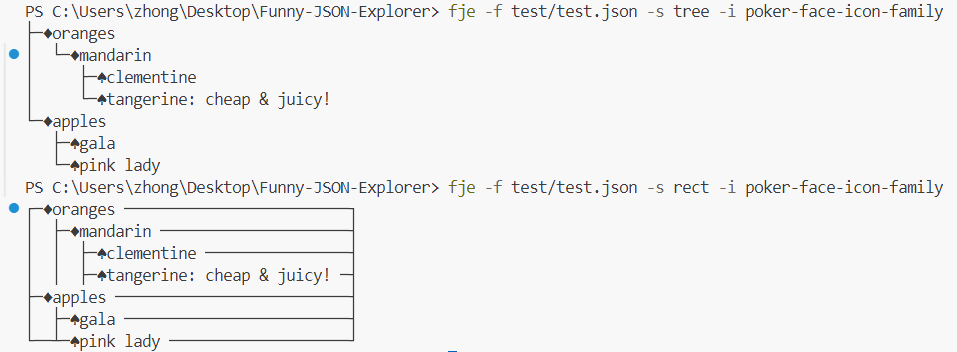 PS C:\Users\zhong\Desktop\Funny-JSON-Explorer> fje -f test/test.json -s tree -i poker-face-icon-family
├─♦oranges
│  └─♦mandarin
│     ├─♠clementine
│     └─♠tangerine: cheap & juicy!
└─♦apples
   ├─♠gala
   └─♠pink lady
PS C:\Users\zhong\Desktop\Funny-JSON-Explorer> fje -f test/test.json -s rect -i poker-face-icon-family
┌─♦oranges ─────────────────────────┐
│  ├─♦mandarin ─────────────────────┤
│  │  ├─♠clementine ────────────────┤
│  │  ├─♠tangerine: cheap & juicy! ─┤
├─♦apples ──────────────────────────┤
│  ├─♠gala ─────────────────────────┤
└──┴─♠pink lady ────────────────────┘